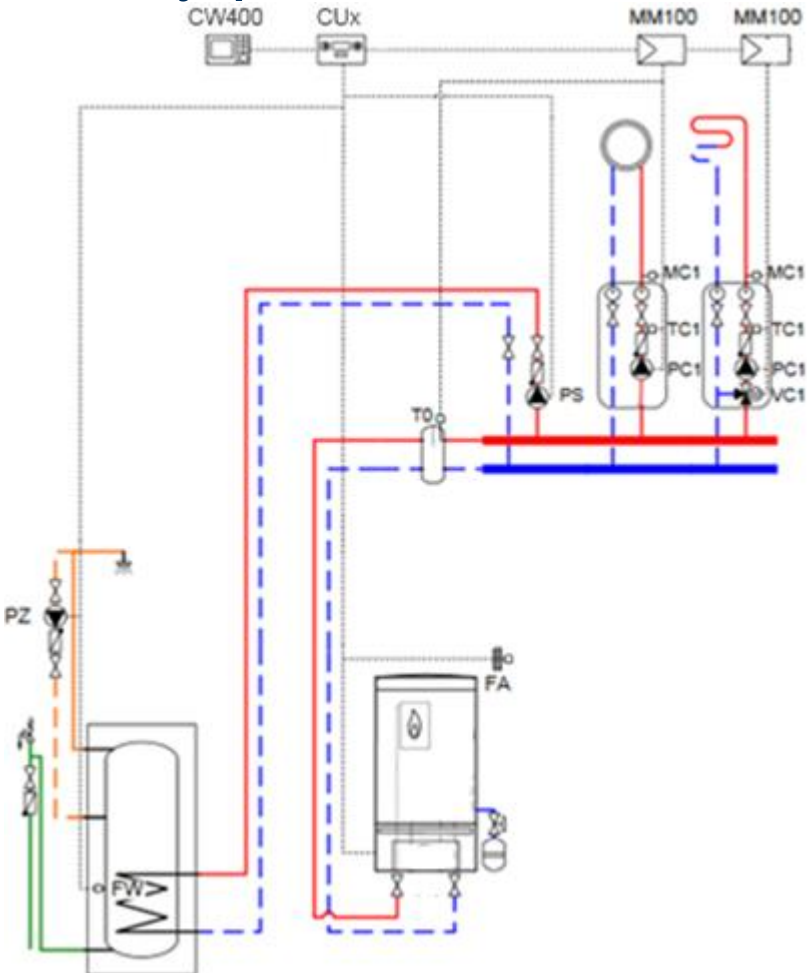 CW400 CUx MM100 MM100
MC1 MC1
TC1 TC1
PC1 PC1
PS VC1
T0
PZ
FA
FW